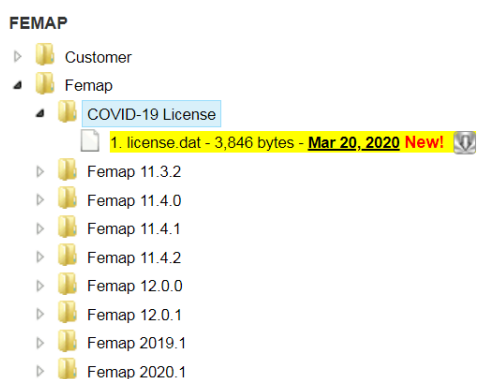 FEMAP
Customer
Femap
COVID-19 License
1. license.dat - 3,846 bytes - Mar 20, 2020 New!
Femap 11.3.2
Femap 11.4.0
Femap 11.4.1
Femap 11.4.2
Femap 12.0.0
Femap 12.0.1
Femap 2019.1
Femap 2020.1